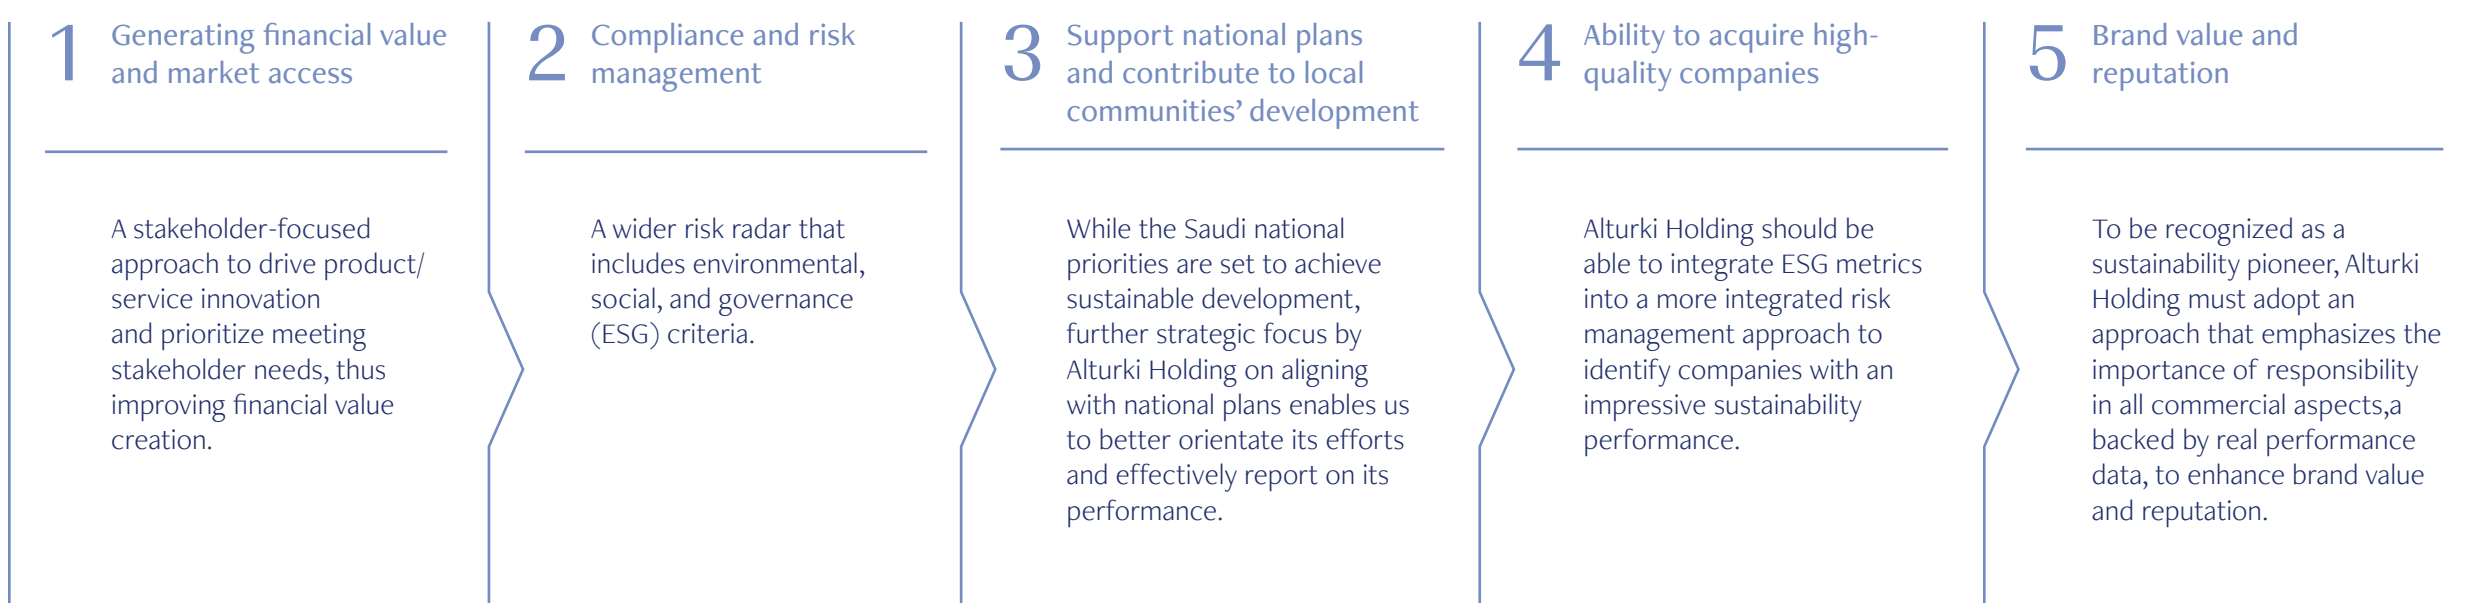 1
Generating financial value
and market access
A stakeholder-focused
approach to drive product/
service innovation
and prioritize meeting
stakeholder needs, thus
improving financial value
creation.
2
Compliance and risk
management
A wider risk radar that
includes environmental,
social, and governance
(ESG) criteria.
3
Support national plans
and contribute to local
communities’ development
While the Saudi national
priorities are set to achieve
sustainable development,
further strategic focus by
Alturki Holding on aligning
with national plans enables us
to better orientate its efforts
and effectively report on its
performance.
4
Ability to acquire high-
quality companies
Alturki Holding should be
able to integrate ESG metrics
into a more integrated risk
management approach to
identify companies with an
impressive sustainability
performance.
5
Brand value and
reputation
To be recognized as a
sustainability pioneer, Alturki
Holding must adopt an
approach that emphasizes the
importance of responsibility
in all commercial aspects,a
backed by real performance
data, to enhance brand value
and reputation.